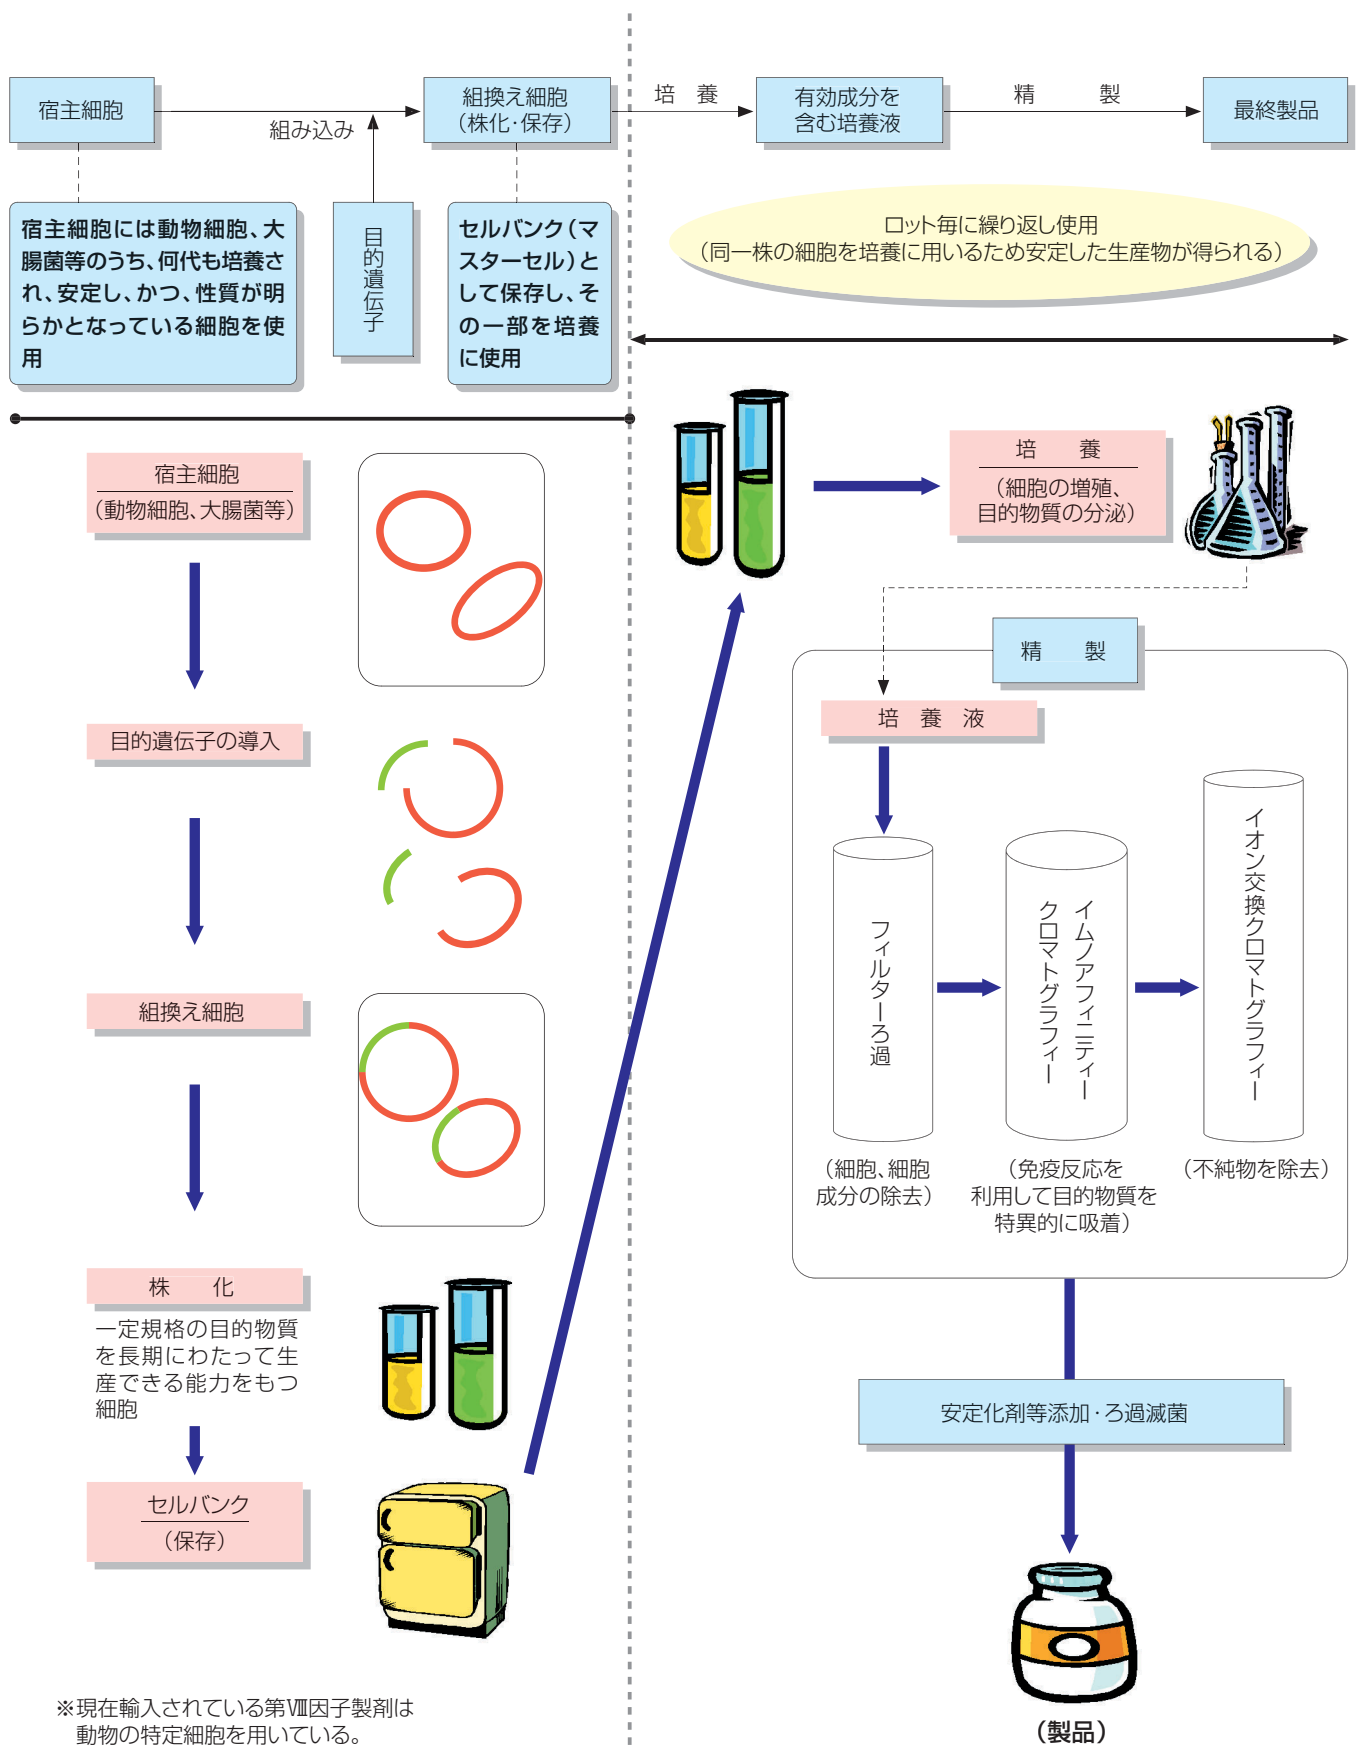 宿主細胞
組み込み
組換え細胞
(株化・保存)
培　養
有効成分を
含む培養液
精　　　製
最終製品
宿主細胞には動物細胞、大
腸菌等のうち、何代も培養さ
れ、安定し、かつ、性質が明
らかとなっている細胞を使
用
目的遺伝子
セルバンク(マ
スターセル)と
して保存し、そ
の一部を培養
に使用
ロット毎に繰り返し使用
(同一株の細胞を培養に用いるため安定した生産物が得られる)
宿主細胞
(動物細胞、大腸菌等)
目的遺伝子の導入
組換え細胞
株　化
一定規格の目的物質
を長期にわたって生
産できる能力をもつ
細胞
セルバンク
(保存)
※現在輸入されている第Ⅷ因子製剤は
動物の特定細胞を用いている。
培　　養
(細胞の増殖、
目的物質の分泌)
精　　製
培　養　液
フィルターろ過
イムノアフィニティー
クロマトグラフィー
イオン交換クロマトグラフィー
(細胞、細胞
成分の除去)
(免疫反応を
利用して目的物質を
特異的に吸着)
(不純物を除去)
安定化剤等添加・ろ過滅菌
(製品)